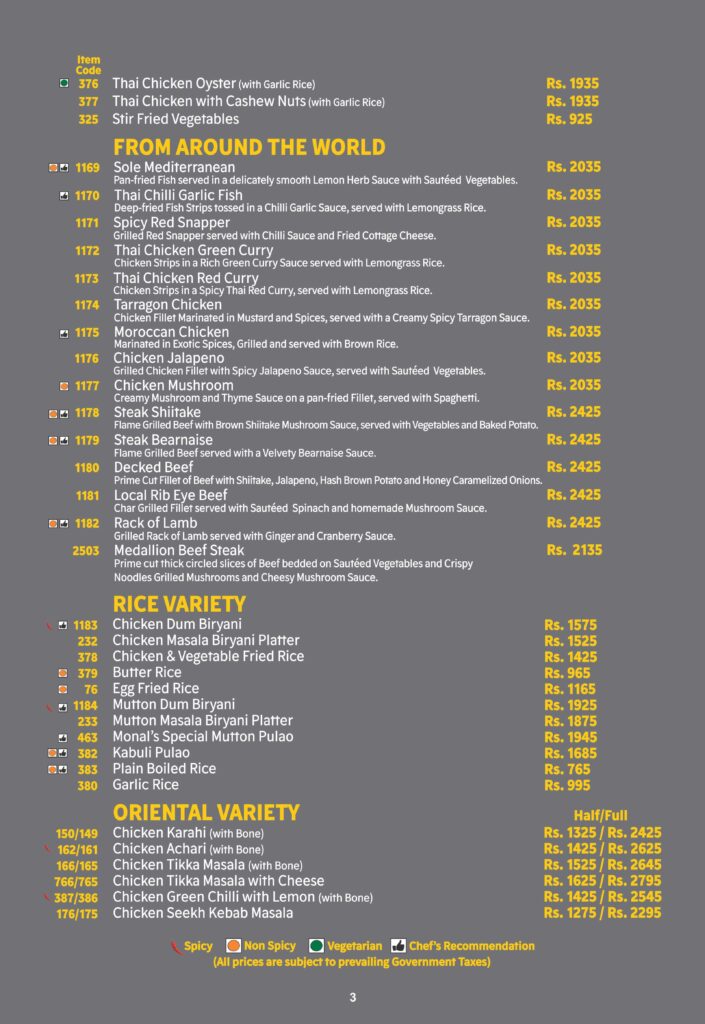 Item
Code
376 Thai Chicken Oyster (with Garlic Rice) Rs. 1935
377 Thai Chicken with Cashew Nuts (with Garlic Rice) Rs. 1935
325 Stir Fried Vegetables Rs. 925
FROM AROUND THE WORLD
1169 Sole Mediterranean Rs. 2035
Pan-fried Fish served in a delicately smooth Lemon Herb Sauce with Sautéed Vegetables.
1170 Thai Chilli Garlic Fish Rs. 2035
Deep-fried Fish Strips tossed in a Chilli Garlic Sauce, served with Lemongrass Rice.
1171 Spicy Red Snapper Rs. 2035
Grilled Red Snapper served with Chilli Sauce and Fried Cottage Cheese.
1172 Thai Chicken Green Curry Rs. 2035
Chicken Strips in a Rich Green Curry Sauce served with Lemongrass Rice.
1173 Thai Chicken Red Curry Rs. 2035
Chicken Strips in a Spicy Thai Red Curry, served with Lemongrass Rice.
1174 Tarragon Chicken Rs. 2035
Chicken Fillet Marinated in Mustard and Spices, served with a Creamy Spicy Tarragon Sauce.
1175 Moroccan Chicken Rs. 2035
Marinated in Exotic Spices, Grilled and served with Brown Rice.
1176 Chicken Jalapeno Rs. 2035
Grilled Chicken Fillet with Spicy Jalapeno Sauce, served with Sautéed Vegetables.
1177 Chicken Mushroom Rs. 2035
Creamy Mushroom and Thyme Sauce on a pan-fried Fillet, served with Spaghetti.
1178 Steak Shiitake Rs. 2425
Flame Grilled Beef with Brown Shiitake Mushroom Sauce, served with Vegetables and Baked Potato.
1179 Steak Bearnaise Rs. 2425
Flame Grilled Beef served with a Velvety Bearnaise Sauce.
1180 Decked Beef Rs. 2425
Prime Cut Fillet of Beef with Shiitake, Jalapeno, Hash Brown Potato and Honey Caramelized Onions.
1181 Local Rib Eye Beef Rs. 2425
Char Grilled Fillet served with Sautéed Spinach and homemade Mushroom Sauce.
1182 Rack of Lamb Rs. 2425
Grilled Rack of Lamb served with Ginger and Cranberry Sauce.
2503 Medallion Beef Steak Rs. 2135
Prime cut thick circled slices of Beef bedded on Sautéed Vegetables and Crispy
Noodles Grilled Mushrooms and Cheesy Mushroom Sauce.
RICE VARIETY
1183 Chicken Dum Biryani Rs. 1575
232 Chicken Masala Biryani Platter Rs. 1525
378 Chicken & Vegetable Fried Rice Rs. 1425
379 Butter Rice Rs. 965
76 Egg Fried Rice Rs. 1165
1184 Mutton Dum Biryani Rs. 1925
233 Mutton Masala Biryani Platter Rs. 1875
463 Monal's Special Mutton Pulao Rs. 1945
382 Kabuli Pulao Rs. 1685
383 Plain Boiled Rice Rs. 765
380 Garlic Rice Rs. 995
ORIENTAL VARIETY Half/Full
150/149 Chicken Karahi (with Bone) Rs. 1325 / Rs. 2425
162/161 Chicken Achari (with Bone) Rs. 1425 / Rs. 2625
166/165 Chicken Tikka Masala (with Bone) Rs. 1525 / Rs. 2645
766/765 Chicken Tikka Masala with Cheese Rs. 1625 / Rs. 2795
387/386 Chicken Green Chilli with Lemon (with Bone) Rs. 1425 / Rs. 2545
176/175 Chicken Seekh Kebab Masala Rs. 1275 / Rs. 2295
Spicy Non Spicy Vegetarian Chef's Recommendation
(All prices are subject to prevailing Government Taxes)
3